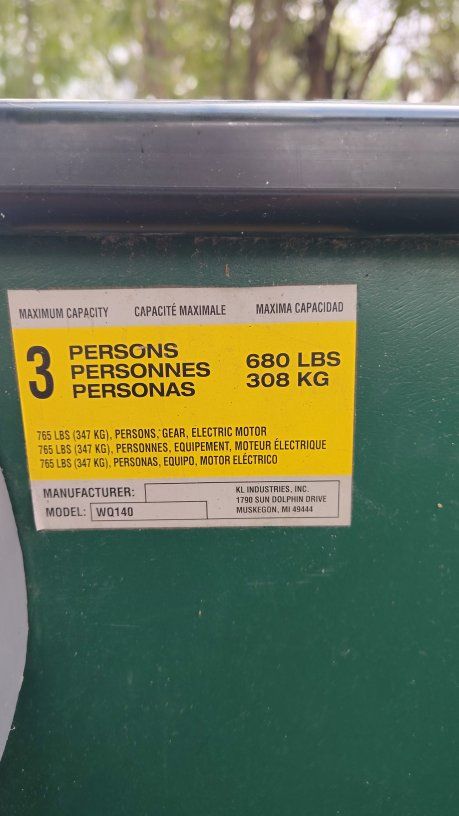 MAXIMUM CAPACITY CAPACITÉ MAXIMALE MAXIMA CAPACIDAD
3 PERSONS
PERSONNES
PERSONAS
680 LBS
308 KG
765 LBS (347 KG), PERSONS, GEAR, ELECTRIC MOTOR
765 LBS (347 KG), PERSONNES, EQUIPEMENT, MOTEUR ÉLECTRIQUE
765 LBS (347 KG), PERSONAS, EQUIPO, MOTOR ELÉCTRICO
MANUFACTURER:
MODEL: WQ140
KL INDUSTRIES, INC.
1790 SUN DOLPHIN DRIVE
MUSKEGON, MI 49444